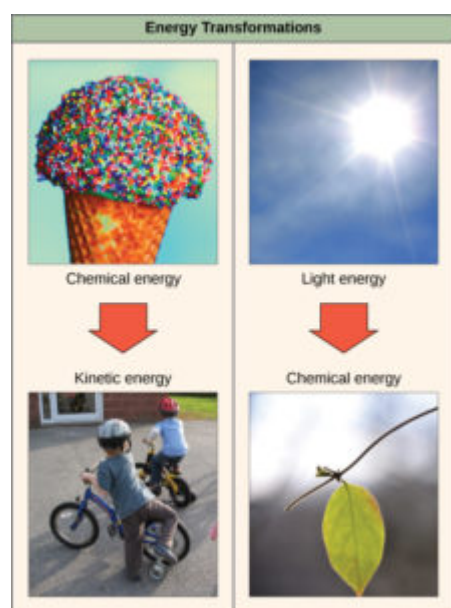 Energy Transformations
Chemical energy
Kinetic energy
Light energy
Chemical energy